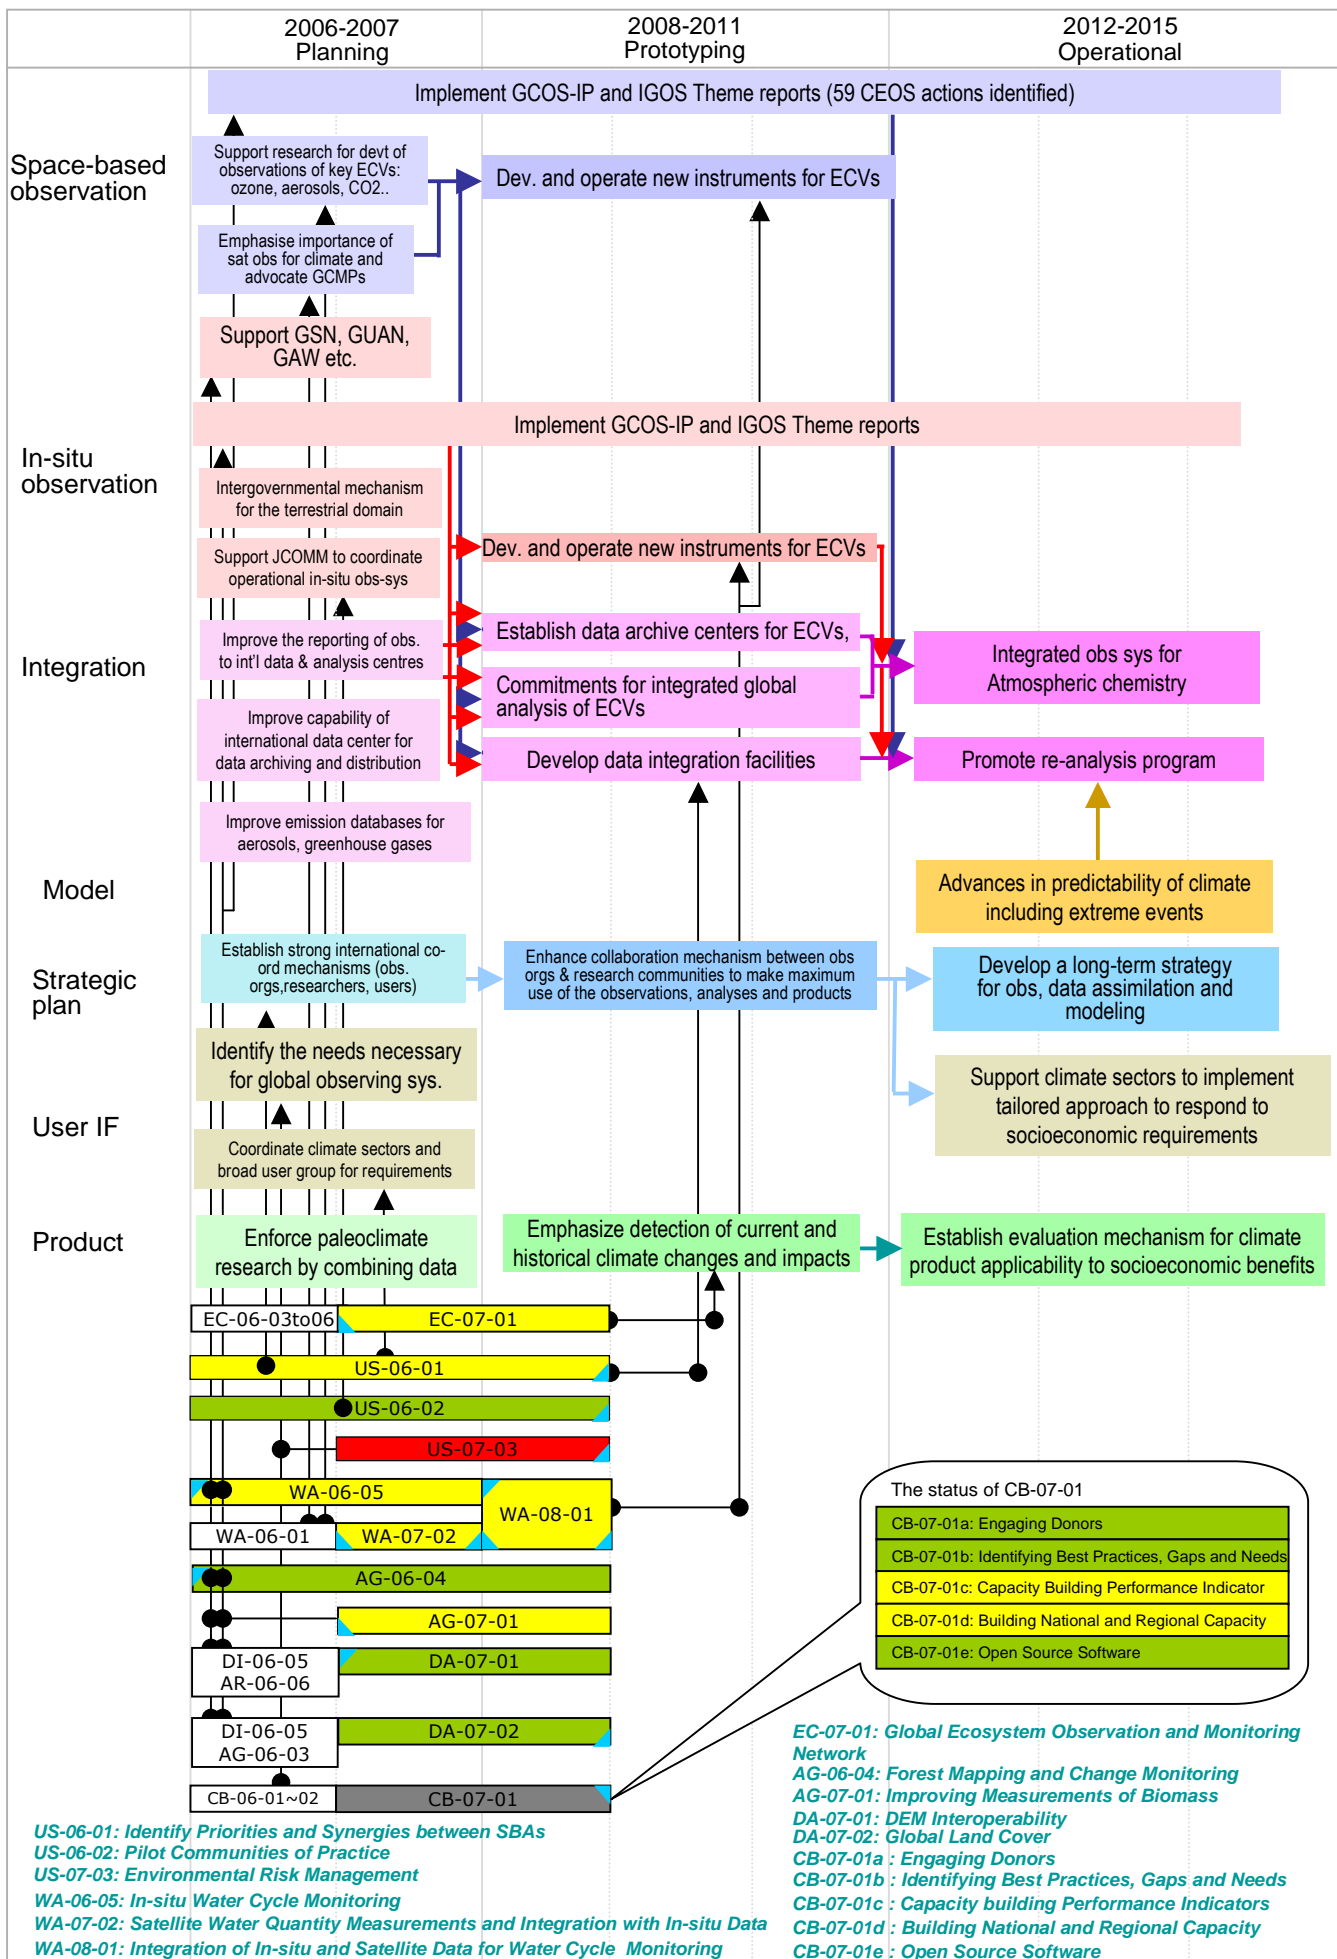 2006-2007
Planning
2008-2011
Prototyping
2012-2015
Operational
Implement GCOS-IP and IGOS Theme reports (59 CEOS actions identified)
Space-based
observation
Support research for devt of
observations of key ECVs:
ozone, aerosols, CO2..
Dev. and operate new instruments for ECVs
Emphasise importance of
sat obs for climate and
advocate GCMPs
Support GSN, GUAN,
GAW etc.
Implement GCOS-IP and IGOS Theme reports
In-situ
observation
Intergovernmental mechanism
for the terrestrial domain
Support JCOMM to coordinate
operational in-situ obs-sys
Dev. and operate new instruments for ECVs
Integration
Improve the reporting of obs.
to int'l data & analysis centres
Establish data archive centers for ECVs,
Commitments for integrated global
analysis of ECVs
Integrated obs sys for
Atmospheric chemistry
Improve capability of
international data center for
data archiving and distribution
Develop data integration facilities
Promote re-analysis program
Improve emission databases for
aerosols, greenhouse gases
Model
Advances in predictability of climate
including extreme events
Strategic
plan
Establish strong international co-
ord mechanisms (obs.
orgs,researchers, users)
Enhance collaboration mechanism between obs
orgs & research communities to make maximum
use of the observations, analyses and products
Develop a long-term strategy
for obs, data assimilation and
modeling
Identify the needs necessary
for global observing sys.
User IF
Coordinate climate sectors and
broad user group for requirements
Support climate sectors to implement
tailored approach to respond to
socioeconomic requirements
Product
Enforce paleoclimate
research by combining data
Emphasize detection of current and
historical climate changes and impacts
Establish evaluation mechanism for climate
product applicability to socioeconomic benefits
EC-06-03to06
EC-07-01
US-06-01
US-06-02
US-07-03
WA-06-05
WA-08-01
WA-06-01
WA-07-02
AG-06-04
AG-07-01
DI-06-05
AR-06-06
DA-07-01
DI-06-05
AG-06-03
DA-07-02
CB-06-01~02
CB-07-01
The status of CB-07-01
CB-07-01a: Engaging Donors
CB-07-01b: Identifying Best Practices, Gaps and Needs
CB-07-01c: Capacity Building Performance Indicator
CB-07-01d: Building National and Regional Capacity
CB-07-01e: Open Source Software
US-06-01: Identify Priorities and Synergies between SBAs
US-06-02: Pilot Communities of Practice
US-07-03: Environmental Risk Management
WA-06-05: In-situ Water Cycle Monitoring
WA-07-02: Satellite Water Quantity Measurements and Integration with In-situ Data
WA-08-01: Integration of In-situ and Satellite Data for Water Cycle Monitoring
EC-07-01: Global Ecosystem Observation and Monitoring
Network
AG-06-04: Forest Mapping and Change Monitoring
AG-07-01: Improving Measurements of Biomass
DA-07-01: DEM Interoperability
DA-07-02: Global Land Cover
CB-07-01a : Engaging Donors
CB-07-01b : Identifying Best Practices, Gaps and Needs
CB-07-01c : Capacity building Performance Indicators
CB-07-01d : Building National and Regional Capacity
CB-07-01e : Open Source Software